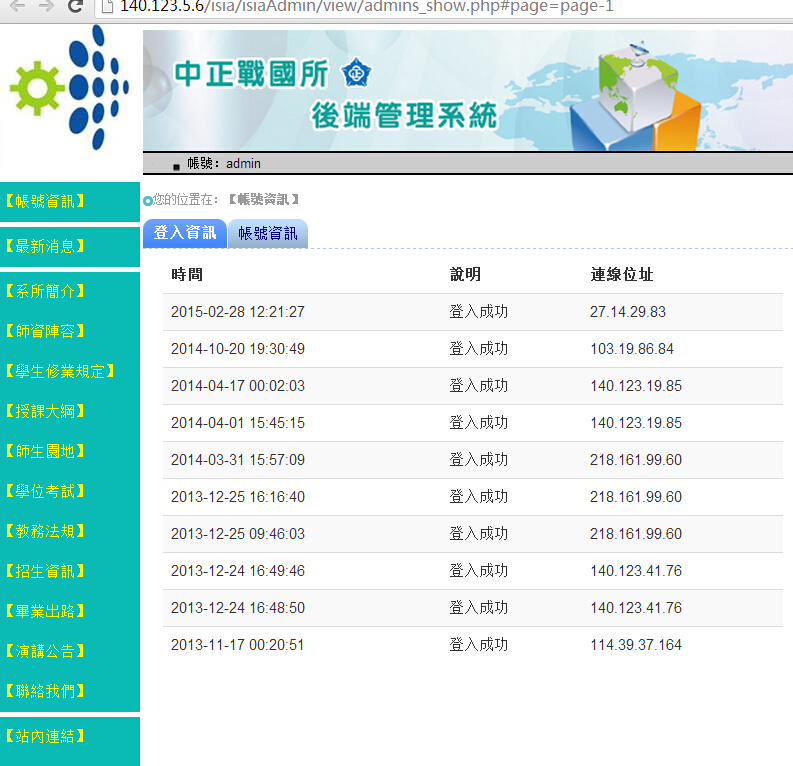 140.123.5.6/isia/isiaAdmin/view/admins_show.php#page=page-1
中正戰國所
後端管理系統
帳號：admin
【帳號資訊】
【最新消息】
【系所簡介】
【師資陣容】
【學生修業規定】
【授課大綱】
【師生園地】
【學位考試】
【教務法規】
【招生資訊】
【畢業出路】
【演講公告】
【聯絡我們】
【站內連結】
您的位置在：【帳號資訊】
登入資訊 帳號資訊
時間 說明 連線位址
2015-02-28 12:21:27 登入成功 27.14.29.83
2014-10-20 19:30:49 登入成功 103.19.86.84
2014-04-17 00:02:03 登入成功 140.123.19.85
2014-04-01 15:45:15 登入成功 140.123.19.85
2014-03-31 15:57:09 登入成功 218.161.99.60
2013-12-25 16:16:40 登入成功 218.161.99.60
2013-12-25 09:46:03 登入成功 218.161.99.60
2013-12-24 16:49:46 登入成功 140.123.41.76
2013-12-24 16:48:50 登入成功 140.123.41.76
2013-11-17 00:20:51 登入成功 114.39.37.164